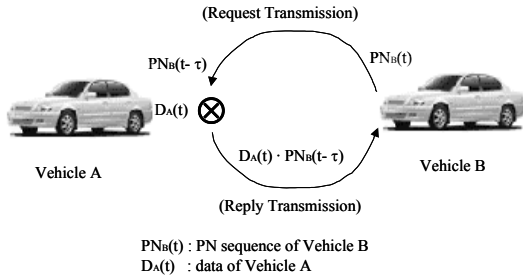 (Request Transmission)
PNB(t- τ)
PNB(t)
DA(t)
DA(t) · PNB(t- τ)
Vehicle A
Vehicle B
(Reply Transmission)
PNB(t) : PN sequence of Vehicle B
DA(t) : data of Vehicle A